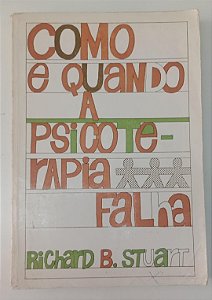 COMO
E QUANDO
A
PSICOTE-
RAPIA
FALHA
RICHARD B. STUART